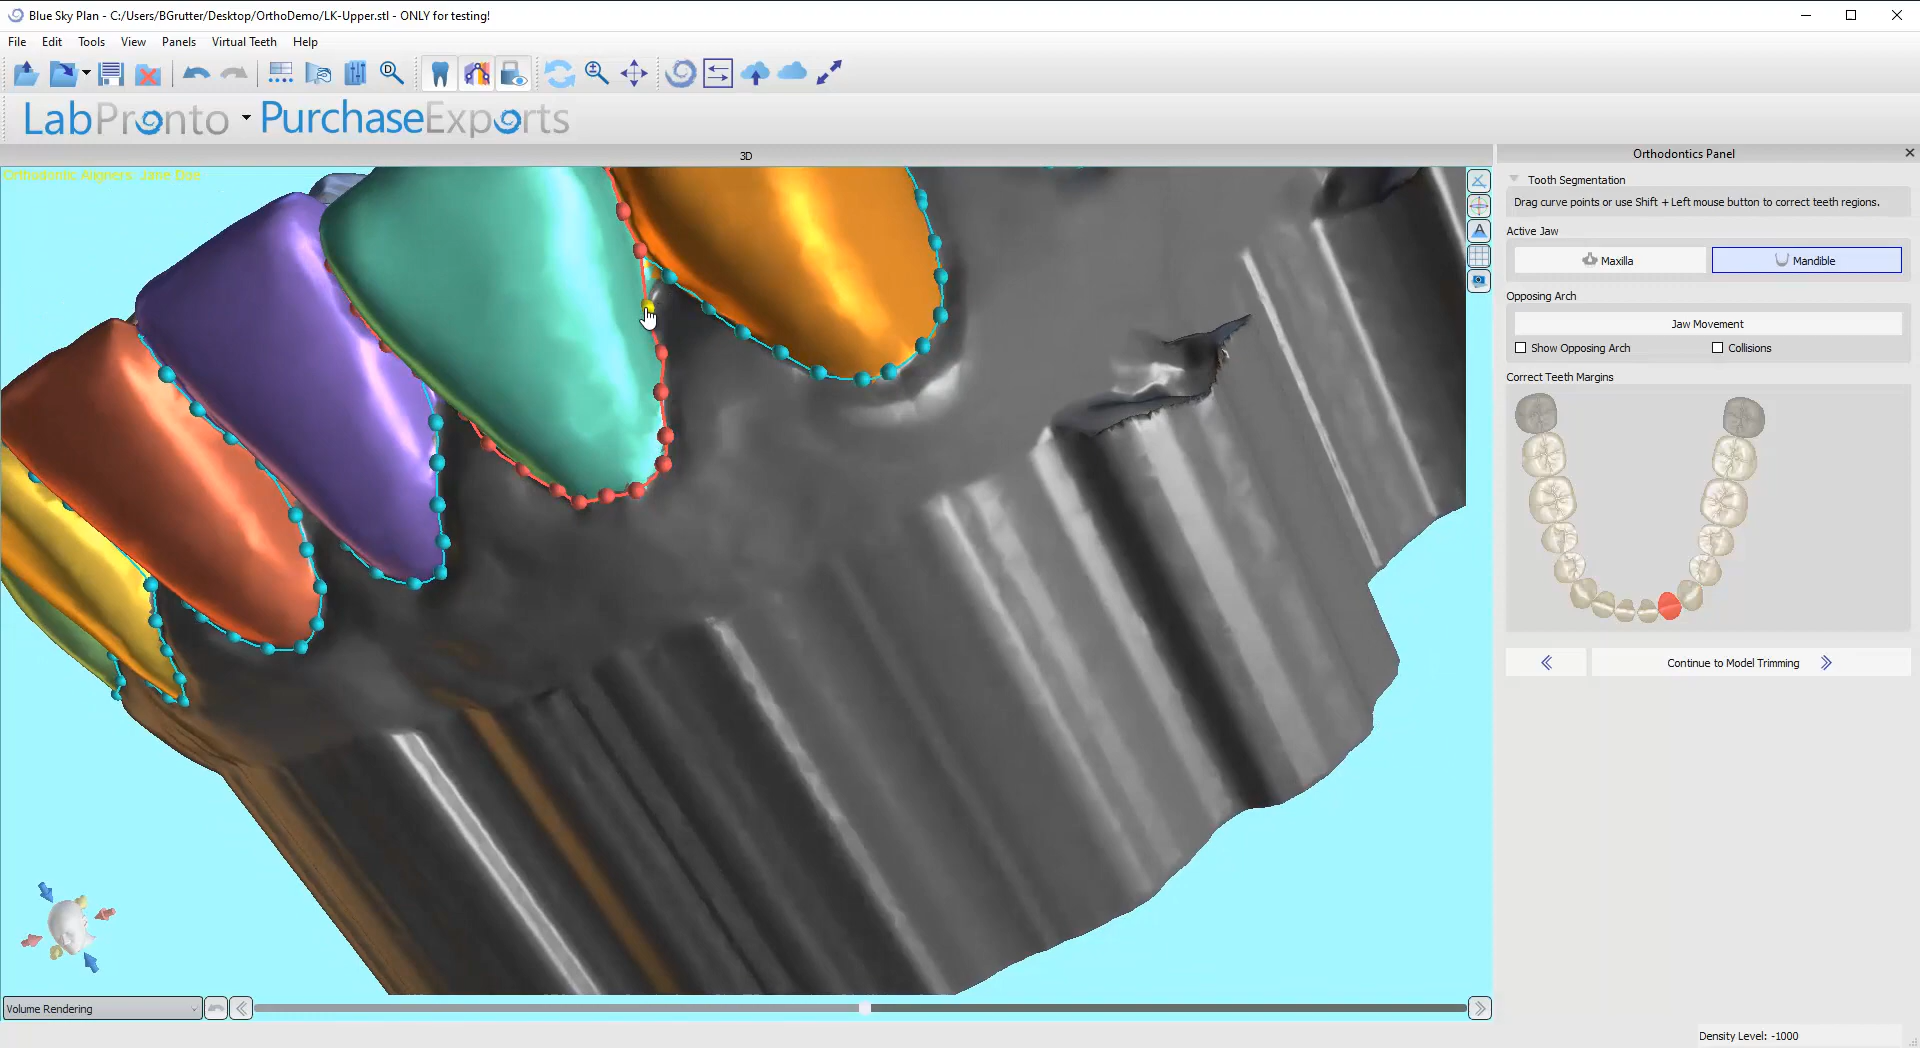 Blue Sky Plan - C:/Users/BGrutter/Desktop/OrthoDemo/LK-Upper.stl - ONLY for testing!
File Edit Tools View Panels Virtual Teeth Help
D
LabPronto PurchaseExports
3D
Orthodontics Panel
Orthodontic Aligners: Jane Doe
Tooth Segmentation
Drag curve points or use Shift + Left mouse button to correct teeth regions.
Active Jaw
Maxilla Mandible
Opposing Arch
Jaw Movement
Show Opposing Arch Collisions
Correct Teeth Margins
Continue to Model Trimming
Volume Rendering
Density Level: -1000